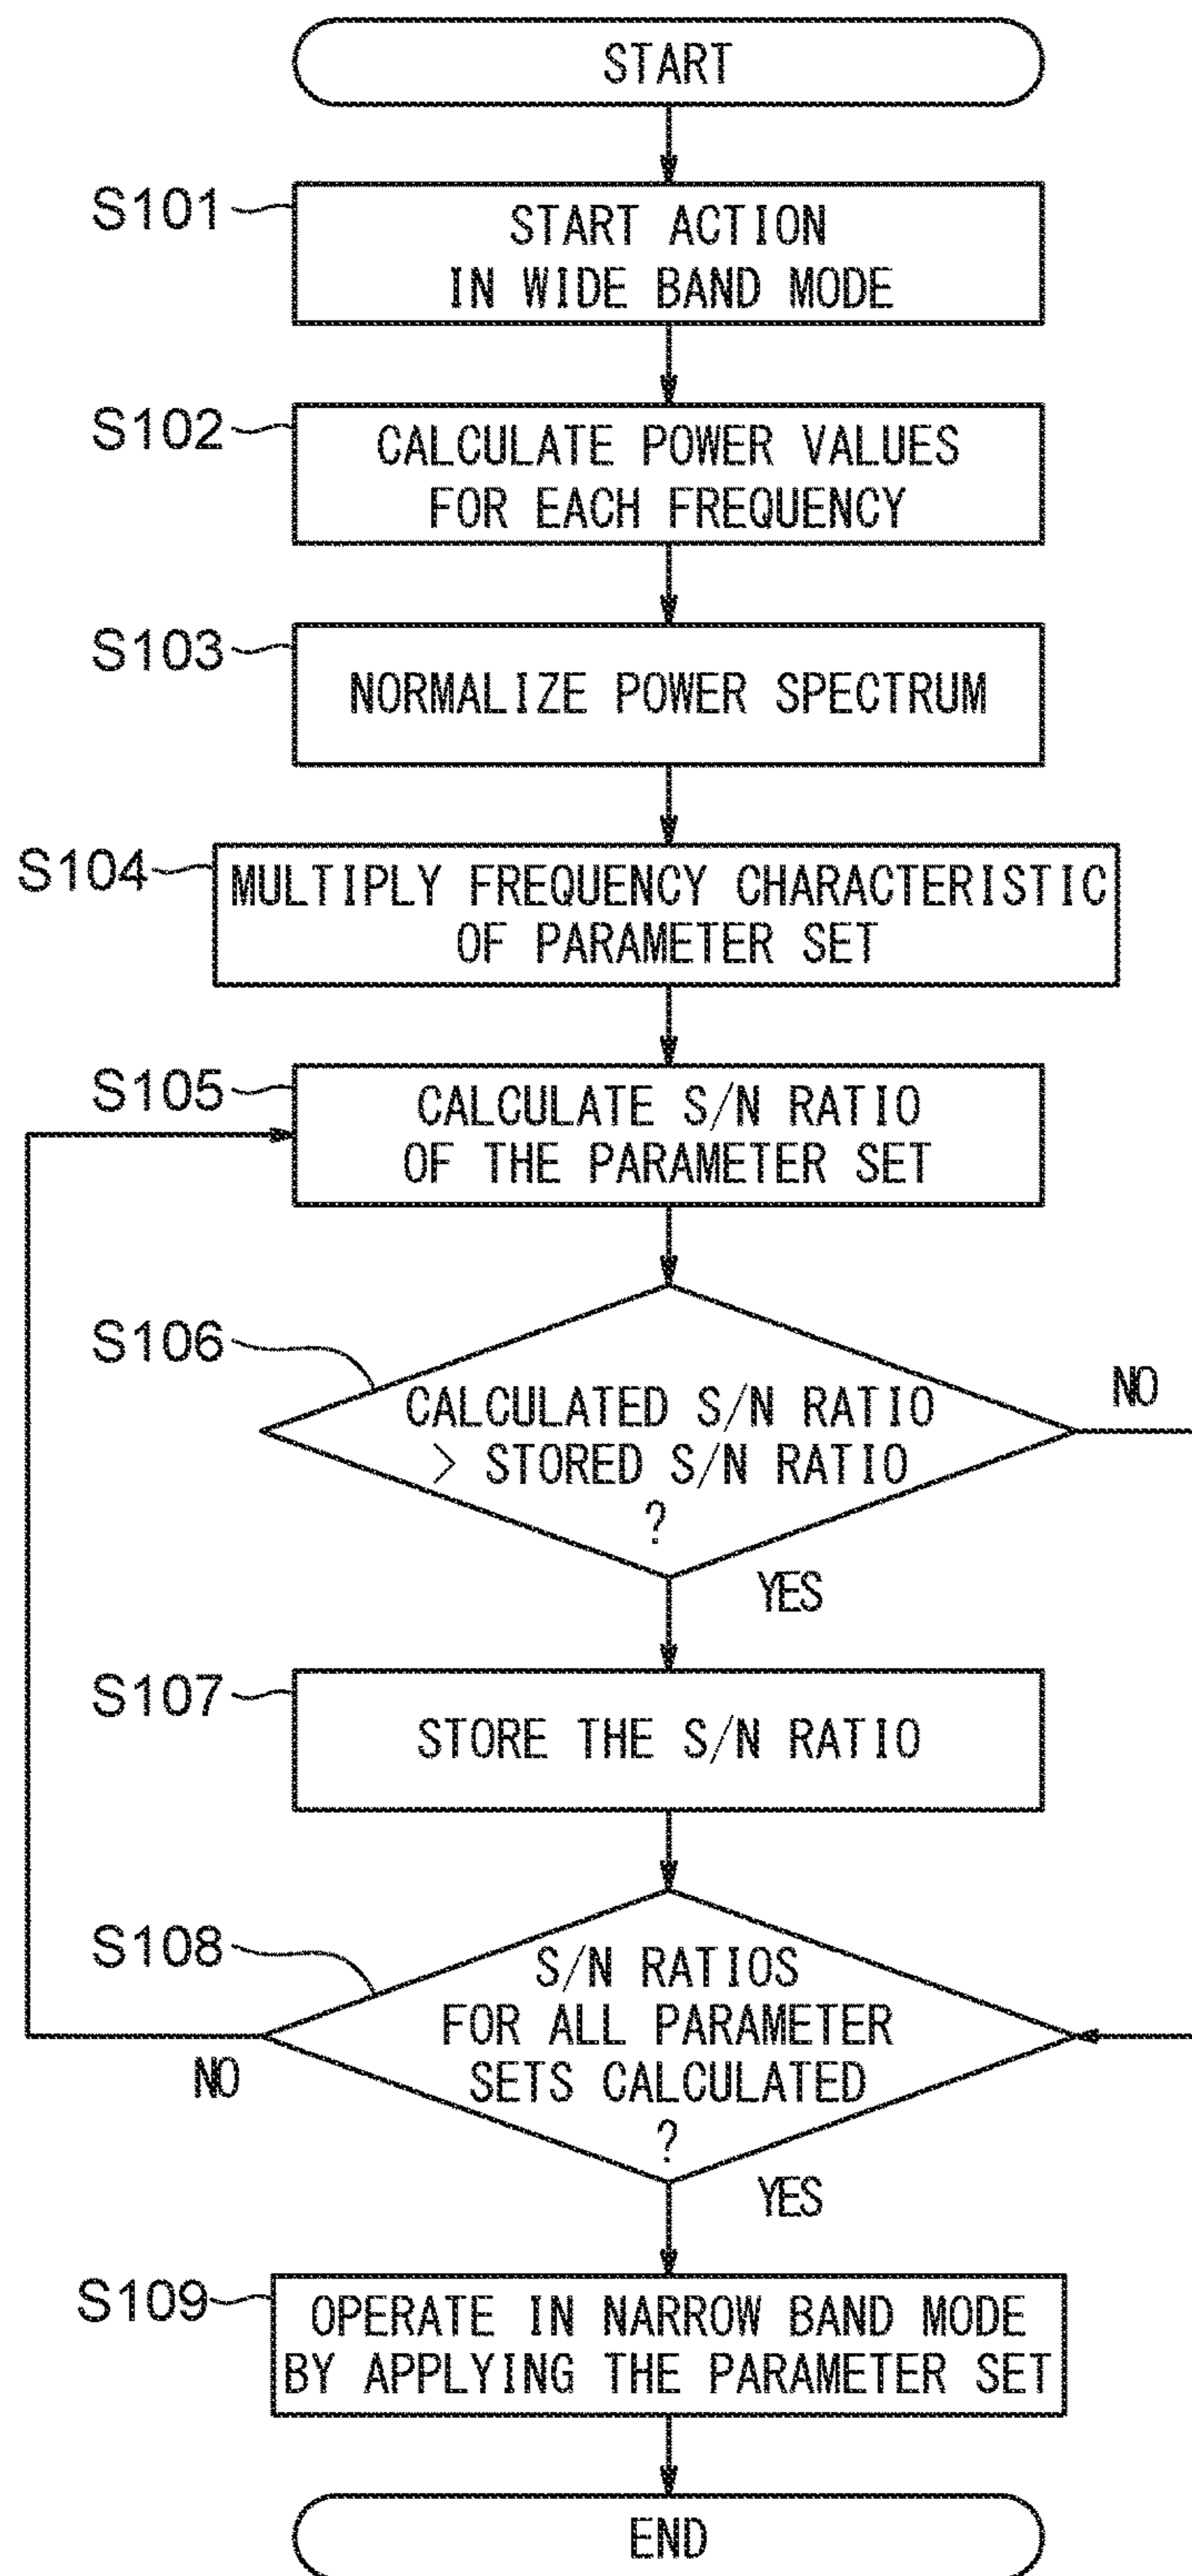 START
S101
START ACTION
IN WIDE BAND MODE
S102
CALCULATE POWER VALUES
FOR EACH FREQUENCY
S103
NORMALIZE POWER SPECTRUM
S104
MULTIPLY FREQUENCY CHARACTERISTIC
OF PARAMETER SET
S105
CALCULATE S/N RATIO
OF THE PARAMETER SET
S106
CALCULATED S/N RATIO
> STORED S/N RATIO
?
NO
YES
S107
STORE THE S/N RATIO
S108
S/N RATIOS
FOR ALL PARAMETER
SETS CALCULATED
?
NO
YES
S109
OPERATE IN NARROW BAND MODE
BY APPLYING THE PARAMETER SET
END